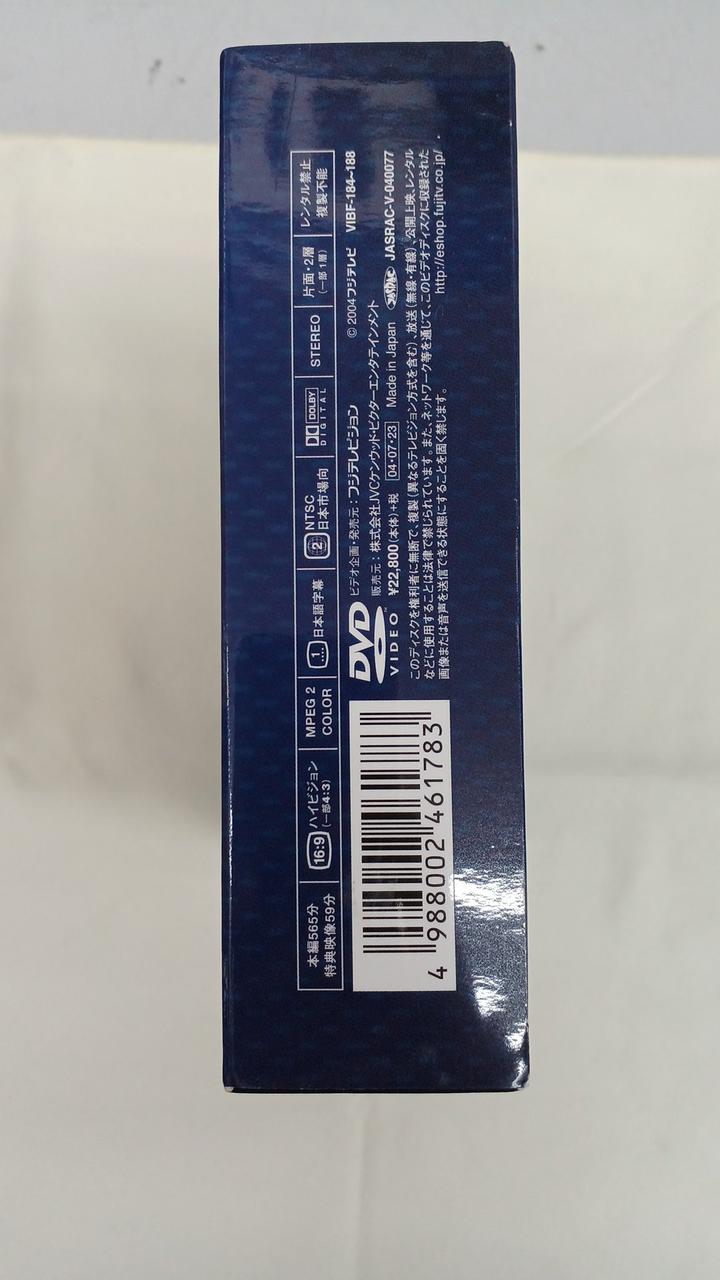 本編565分
特典映像59分
16:9 ハイビジョン
(一部4:3)
MPEG 2
COLOR
1 日本語字幕
2 NTSC
日本市場向
DOLBY
DIGITAL
STEREO
片面・2層
(一部1層)
レンタル禁止
複製不能
4 988002 461783
DVD
VIDEO
ビデオ企画・発売元:フジテレビジョン ©2004フジテレビ VIBF-184~188
販売元:株式会社JVCケンウッド・ビクターエンタテインメント
¥22,800(本体)+税 04・07・23 Made in Japan JASRAC JASRAC-V-040077
このディスクを権利者に無断で、複製(異なるテレビジョン方式を含む)、放送(無線・有線)、公開上映、レンタル
などに使用することは法律で禁じられています。また、ネットワーク等を通じて、このビデオディスクに収録された
画像または音声を送信できる状態にすることを固く禁じます。 http://eshop.fujitv.co.jp/